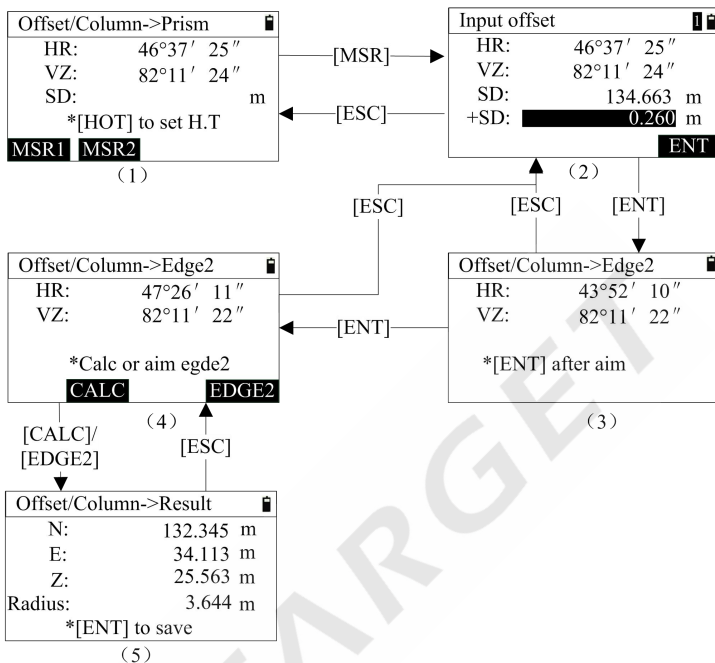 Offset/Column->Prism
HR: 46°37′ 25″
VZ: 82°11′ 24″
SD: m
*[HOT] to set H.T
MSR1 MSR2
(1)
[MSR]
[ESC]
Input offset 1
HR: 46°37′ 25″
VZ: 82°11′ 24″
SD: 134.663 m
+SD: 0.260 m
ENT
(2)
[ESC]
[ESC]
[ENT]
Offset/Column->Edge2
HR: 43°52′ 10″
VZ: 82°11′ 22″
*[ENT] after aim
(3)
[ENT]
Offset/Column->Edge2
HR: 47°26′ 11″
VZ: 82°11′ 22″
*Calc or aim egde2
CALC EDGE2
(4)
[CALC]/
[EDGE2]
[ESC]
Offset/Column->Result
N: 132.345 m
E: 34.113 m
Z: 25.563 m
Radius: 3.644 m
*[ENT] to save
(5)
TARGET